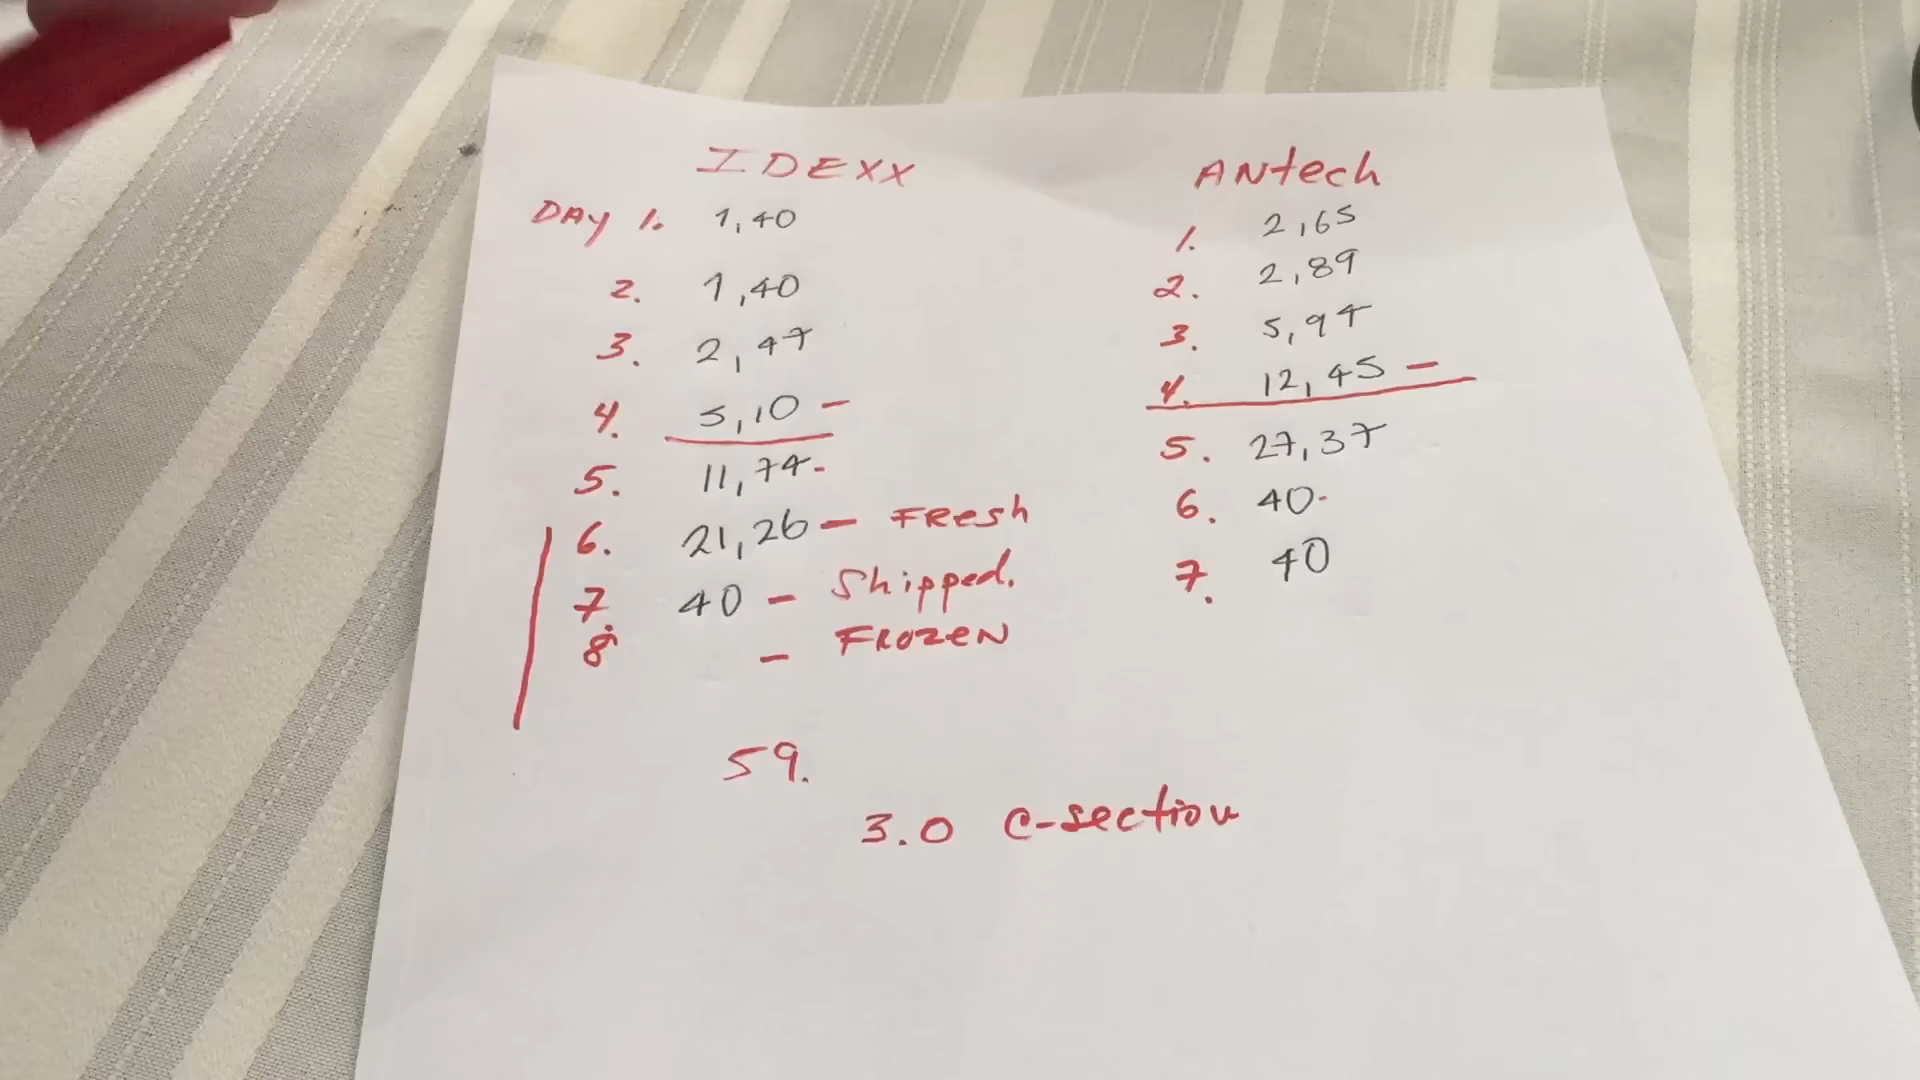 IDEXX
DAY 1. 1,40
2. 1,40
3. 2,47
4. 5,10 -
5. 11,74-
6. 21,26 - FResh
7. 40 - Shipped.
8. - FROZEN
ANtech
1. 2,65
2. 2,89
3. 5,94
4. 12,45 -
5. 27,37
6. 40-
7. 40
59.
3.0 C-section